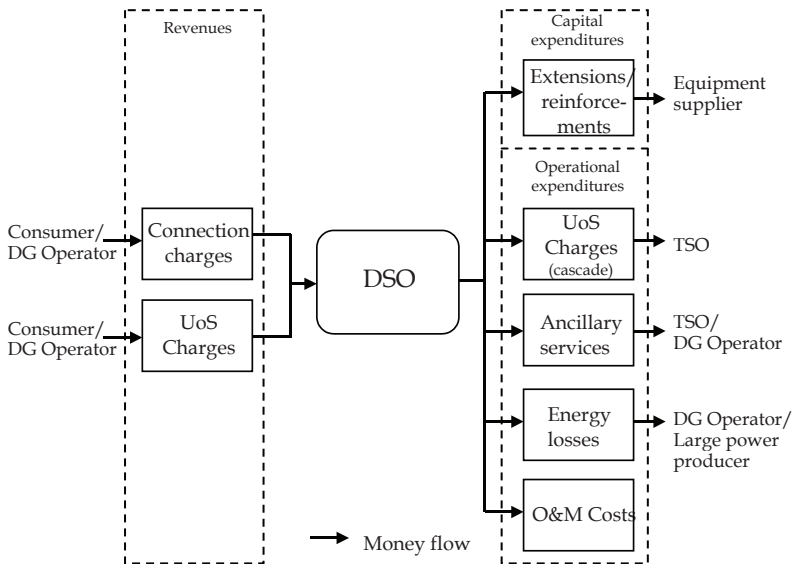 Revenues
Consumer/
DG Operator
Connection
charges
Consumer/
DG Operator
UoS
Charges
DSO
Capital
expenditures
Extensions/
reinforce-
ments
Equipment
supplier
Operational
expenditures
UoS
Charges
(cascade)
TSO
Ancillary
services
TSO/
DG Operator
Energy
losses
DG Operator/
Large power
producer
O&M Costs
Money flow